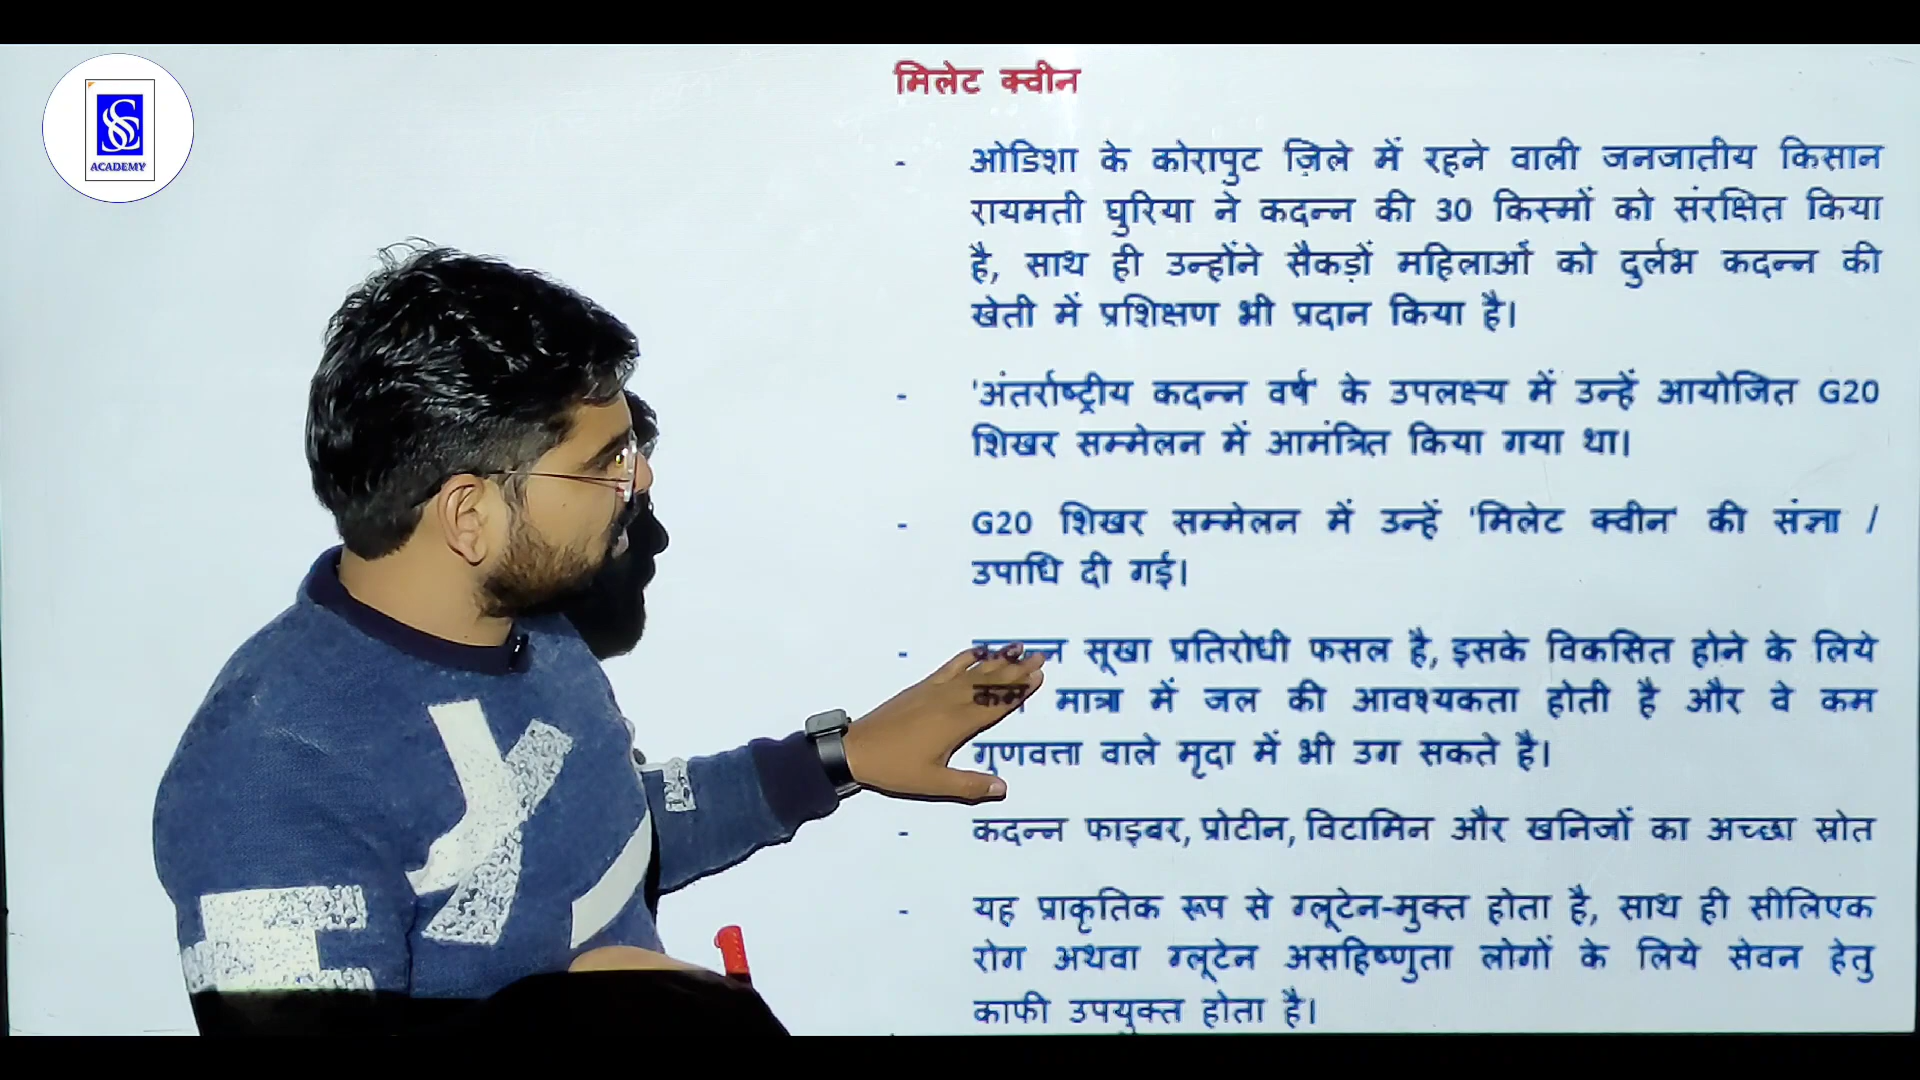 SSC
ACADEMY
मिलेट क्वीन
- ओडिशा के कोरापुट ज़िले में रहने वाली जनजातीय किसान
रायमती घुरिया ने कदन्न की 30 किस्मों को संरक्षित किया
है, साथ ही उन्होंने सैकड़ों महिलाओं को दुर्लभ कदन्न की
खेती में प्रशिक्षण भी प्रदान किया है।
- 'अंतर्राष्ट्रीय कदन्न वर्ष' के उपलक्ष्य में उन्हें आयोजित G20
शिखर सम्मेलन में आमंत्रित किया गया था।
- G20 शिखर सम्मेलन में उन्हें 'मिलेट क्वीन' की संज्ञा /
उपाधि दी गई।
- कदन्न सूखा प्रतिरोधी फसल है, इसके विकसित होने के लिये
कम मात्रा में जल की आवश्यकता होती है और वे कम
गुणवत्ता वाले मृदा में भी उग सकते है।
- कदन्न फाइबर, प्रोटीन, विटामिन और खनिजों का अच्छा स्रोत
- यह प्राकृतिक रूप से ग्लूटेन-मुक्त होता है, साथ ही सीलिएक
रोग अथवा ग्लूटेन असहिष्णुता लोगों के लिये सेवन हेतु
काफी उपयुक्त होता है।